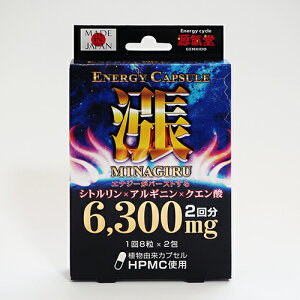 MADE IN JAPAN
Energy cycle
源氣堂
GENKIDO
ENERGY CAPSULE
漲
MINAGIRU
エナジーがバーストする
シトルリン×アルギニン×クエン酸
6,300mg 2回分
1回8粒×2包
植物由来カプセル
HPMC使用